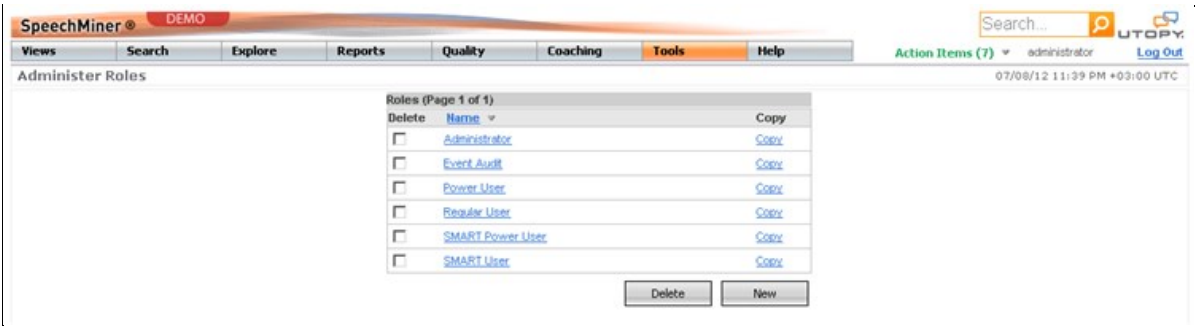 SpeechMiner ® DEMO Search... UTOPY.
Views Search Explore Reports Quality Coaching Tools Help Action Items (7) administrator Log Out
Administer Roles 07/08/12 11:39 PM +03:00 UTC
Roles (Page 1 of 1)
Delete Name Copy
Administrator Copy
Event Audit Copy
Power User Copy
Regular User Copy
SMART Power User Copy
SMART User Copy
Delete New